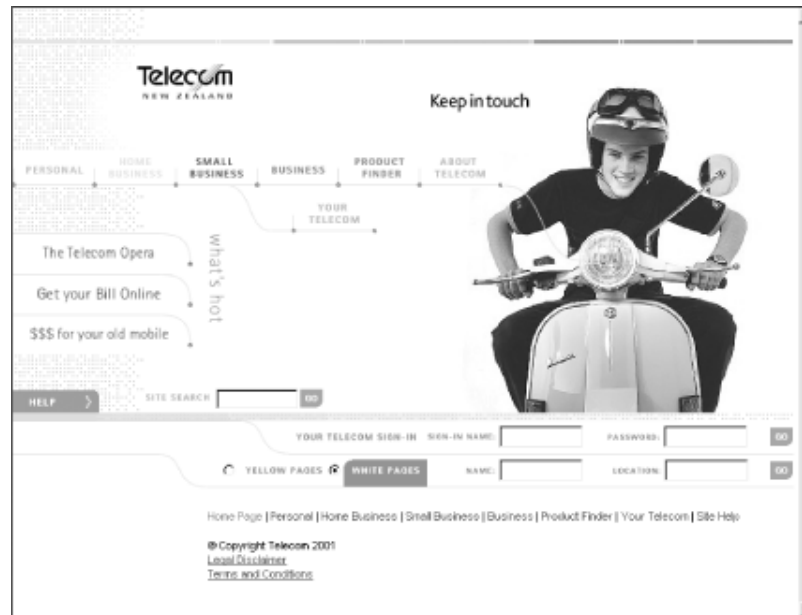 Telecom
NEW ZEALAND
Keep in touch
PERSONAL
HOME BUSINESS
SMALL BUSINESS
BUSINESS
PRODUCT FINDER
ABOUT TELECOM
YOUR TELECOM
what's hot
The Telecom Opera
Get your Bill Online
$$$ for your old mobile
HELP
SITE SEARCH GO
YOUR TELECOM SIGN-IN SIGN-IN NAME: PASSWORD: GO
YELLOW PAGES WHITE PAGES NAME: LOCATION: GO
Home Page | Personal | Home Business | Small Business | Business | Product Finder | Your Telecom | Site Help
© Copyright Telecom 2001
Legal Disclaimer
Terms and Conditions